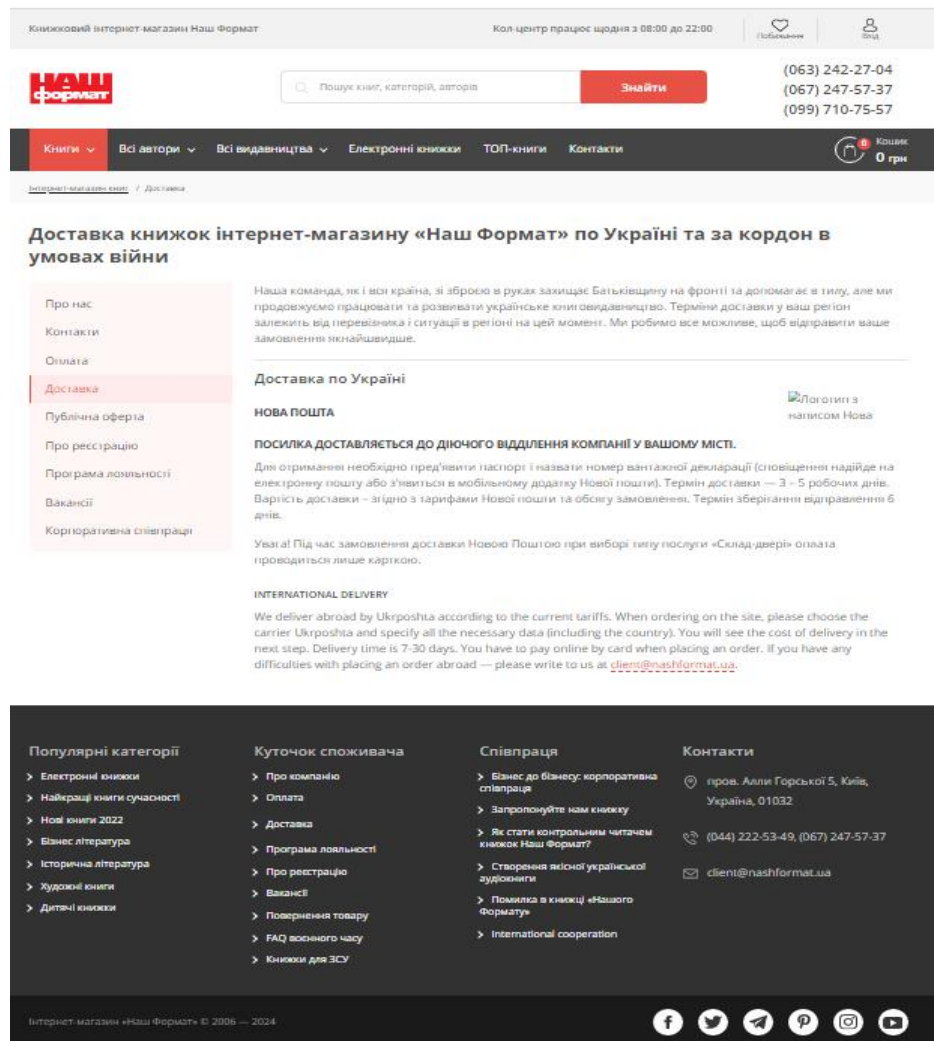 Книжковий інтернет-магазин Наш Формат
Кол-центр працює щодня з 08:00 до 22:00
Побажання
Вхід
НАШ
формат
Пошук книг, категорій, авторів
Знайти
(063) 242-27-04
(067) 247-57-37
(099) 710-75-57
Книги
Всі автори
Всі видавництва
Електронні книжки
ТОП-книги
Контакти
0
Кошик
0 грн
Інтернет-магазин книг / Доставка
Доставка книжок інтернет-магазину «Наш Формат» по Україні та за кордон в
умовах війни
Про нас
Контакти
Оплата
Доставка
Публічна оферта
Про реєстрацію
Програма лояльності
Вакансії
Корпоративна співпраця
Наша команда, як і вся країна, зі зброєю в руках захищає Батьківщину на фронті та допомагає в тилу, але ми
продовжуємо працювати та розвивати українське книговидавництво. Терміни доставки у ваш регіон
залежить від перевізника і ситуації в регіоні на цей момент. Ми робимо все можливе, щоб відправити ваше
замовлення якнайшвидше.
Доставка по Україні
Логотип з
написом Нова
НОВА ПОШТА
ПОСИЛКА ДОСТАВЛЯЄТЬСЯ ДО ДІЮЧОГО ВІДДІЛЕННЯ КОМПАНІЇ У ВАШОМУ МІСТІ.
Для отримання необхідно пред'явити паспорт і назвати номер вантажної декларації (сповіщення надійде на
електронну пошту або з'явиться в мобільному додатку Нової пошти). Термін доставки — 3 – 5 робочих днів.
Вартість доставки – згідно з тарифами Нової пошти та обсягу замовлення. Термін зберігання відправлення 6
днів.
Увага! Під час замовлення доставки Новою Поштою при виборі типу послуги «Склад-двері» оплата
проводиться лише карткою.
INTERNATIONAL DELIVERY
We deliver abroad by Ukrposhta according to the current tariffs. When ordering on the site, please choose the
carrier Ukrposhta and specify all the necessary data (including the country). You will see the cost of delivery in the
next step. Delivery time is 7-30 days. You have to pay online by card when placing an order. If you have any
difficulties with placing an order abroad — please write to us at client@nashformat.ua.
Популярні категорії
Електронні книжки
Найкращі книги сучасності
Нові книги 2022
Бізнес література
Історична література
Художні книги
Дитячі книжки
Куточок споживача
Про компанію
Оплата
Доставка
Програма лояльності
Про реєстрацію
Вакансії
Повернення товару
FAQ воєнного часу
Книжки для ЗСУ
Співпраця
Бізнес до бізнесу: корпоративна
співпраця
Запропонуйте нам книжку
Як стати контрольним читачем
книжок Наш Формат?
Створення якісної української
аудіокниги
Помилка в книжці «Нашого
Формату»
International cooperation
Контакти
пров. Алли Горської 5, Київ,
Україна, 01032
(044) 222-53-49, (067) 247-57-37
client@nashformat.ua
Інтернет-магазин «Наш Формат» © 2006 — 2024